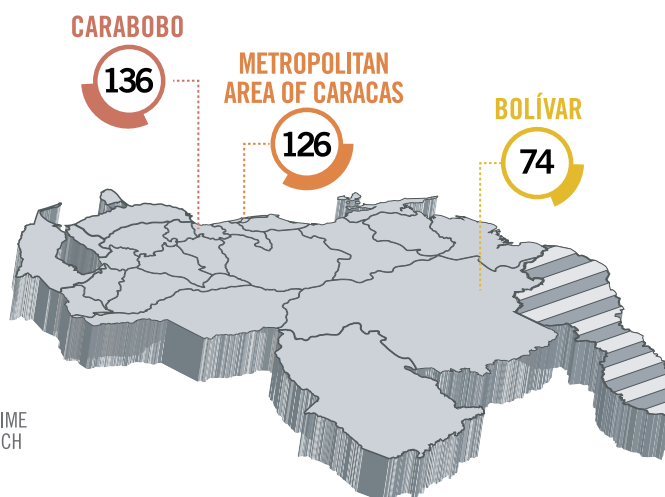 CARABOBO
136
METROPOLITAN
AREA OF CARACAS
126
BOLÍVAR
74